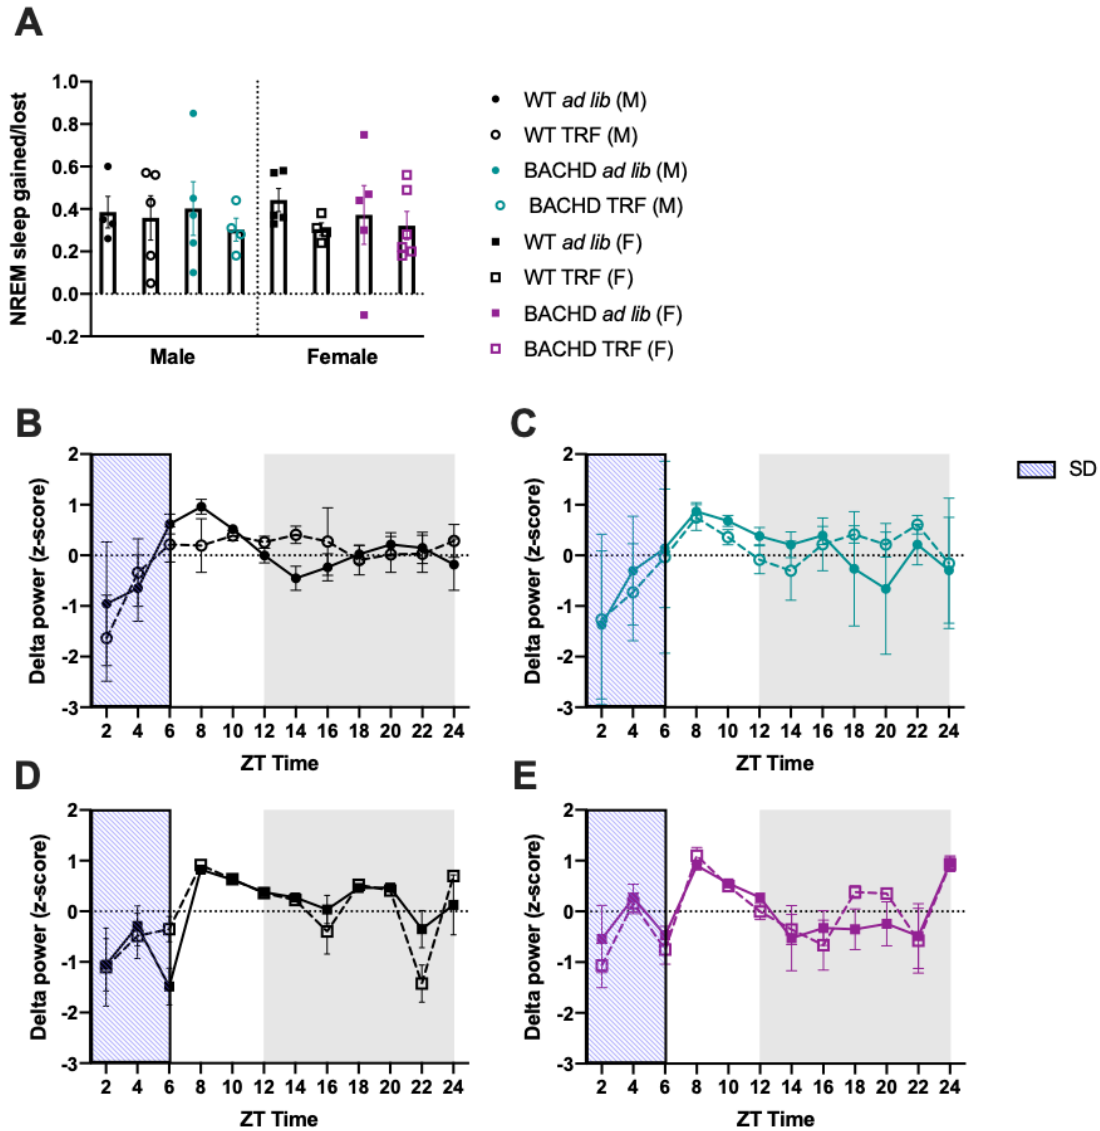 A
NREM sleep gained/lost
1.0
0.8
0.6
0.4
0.2
0.0
-0.2
Male
Female
WT ad lib (M)
WT TRF (M)
BACHD ad lib (M)
BACHD TRF (M)
WT ad lib (F)
WT TRF (F)
BACHD ad lib (F)
BACHD TRF (F)
B
Delta power (z-score)
2
1
0
-1
-2
-3
2 4 6 8 10 12 14 16 18 20 22 24
ZT Time
C
Delta power (z-score)
2
1
0
-1
-2
-3
2 4 6 8 10 12 14 16 18 20 22 24
ZT Time
SD
D
Delta power (z-score)
2
1
0
-1
-2
-3
2 4 6 8 10 12 14 16 18 20 22 24
ZT Time
E
Delta power (z-score)
2
1
0
-1
-2
-3
2 4 6 8 10 12 14 16 18 20 22 24
ZT Time